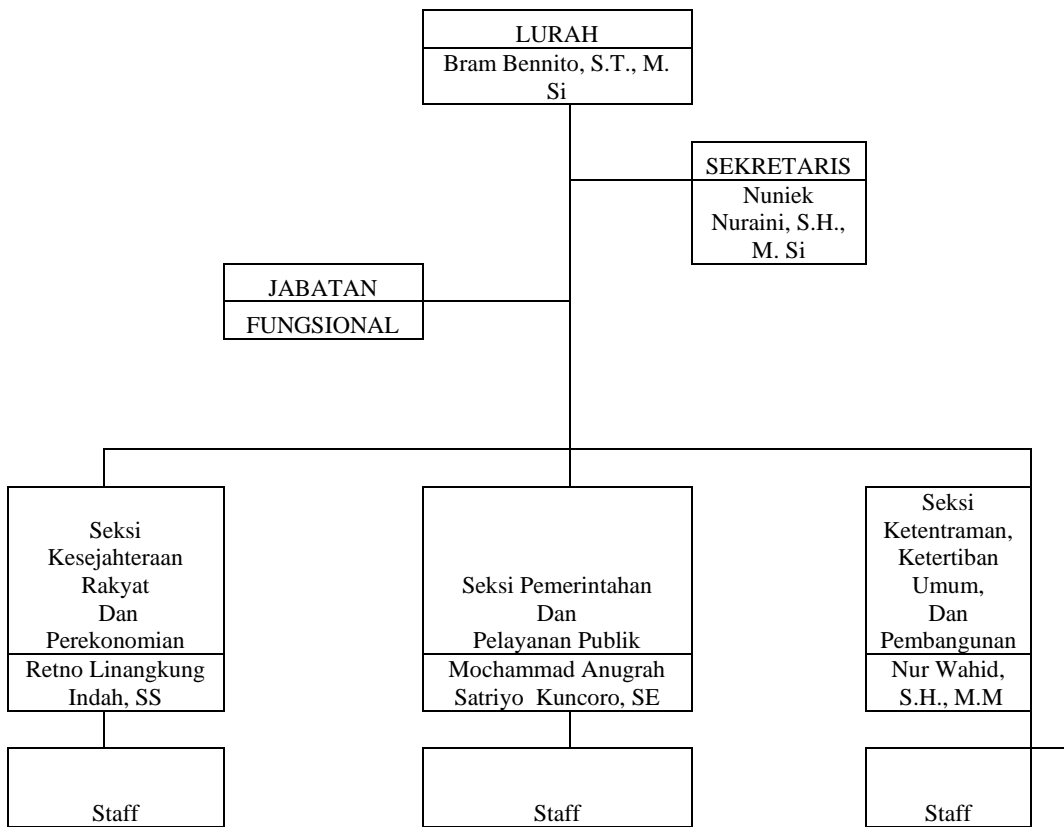 LURAH
Bram Bennito, S.T., M.
Si
SEKRETARIS
Nuniek
Nuraini, S.H.,
M. Si
JABATAN
FUNGSIONAL
Seksi
Kesejahteraan
Rakyat
Dan
Perekonomian
Retno Linangkung
Indah, SS
Seksi Pemerintahan
Dan
Pelayanan Publik
Mochammad Anugrah
Satriyo Kuncoro, SE
Seksi
Ketentraman,
Ketertiban
Umum,
Dan
Pembangunan
Nur Wahid,
S.H., M.M
Staff
Staff
Staff